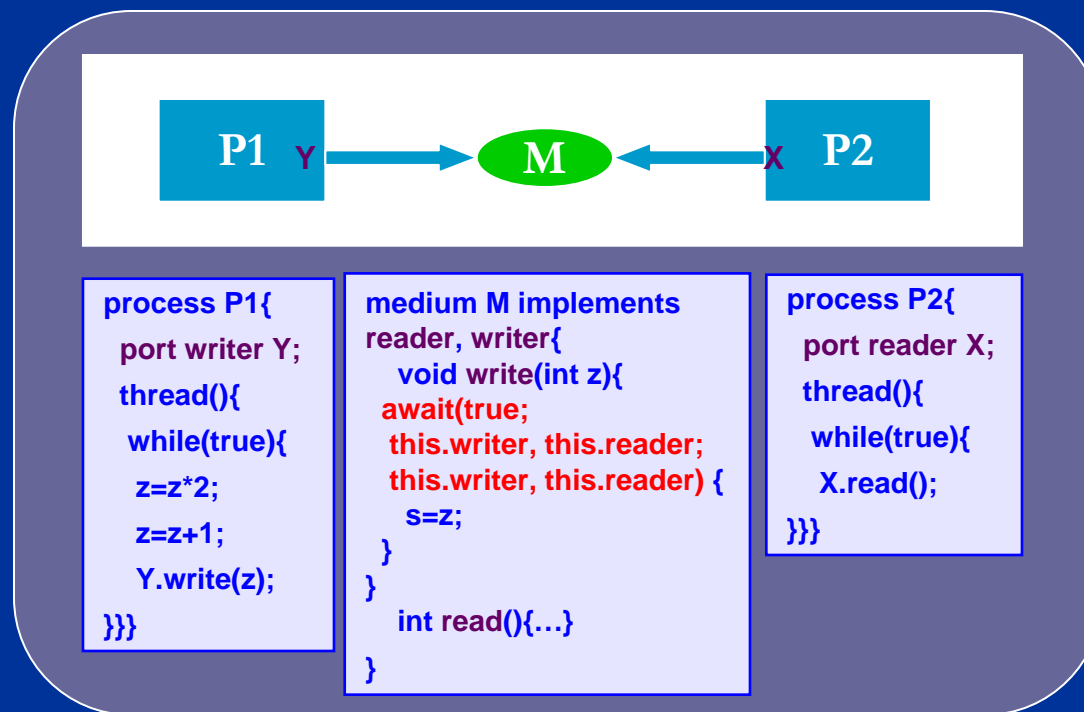 P1 Y M X P2
process P1{
port writer Y;
thread(){
while(true){
z=z*2;
z=z+1;
Y.write(z);
}}}
medium M implements
reader, writer{
void write(int z){
await(true;
this.writer, this.reader;
this.writer, this.reader) {
s=z;
}
}
int read(){…}
}
process P2{
port reader X;
thread(){
while(true){
X.read();
}}}